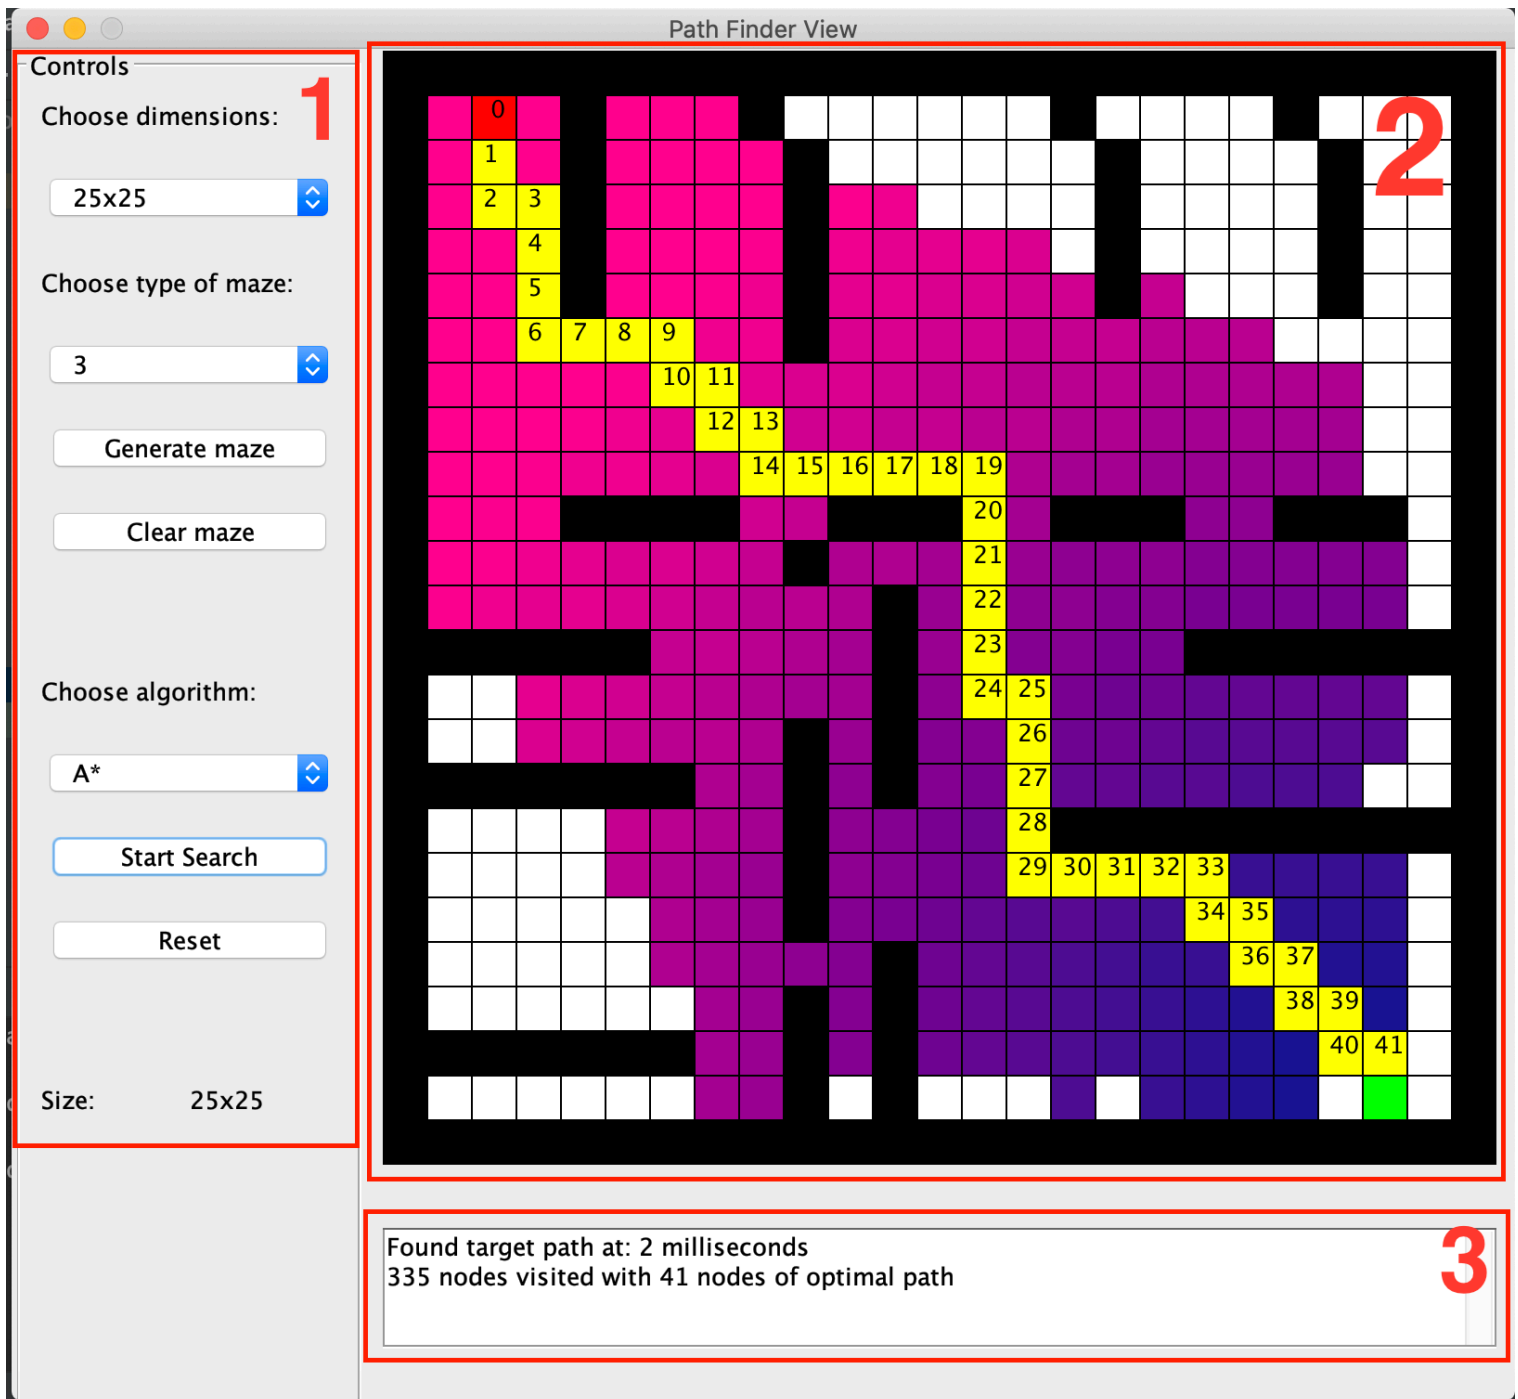 Path Finder View
Controls
1
Choose dimensions:
25x25
Choose type of maze:
3
Generate maze
Clear maze
Choose algorithm:
A*
Start Search
Reset
Size: 25x25
2
0
1
2 3
4
5
6 7 8 9
10 11
12 13
14 15 16 17 18 19
20
21
22
23
24 25
26
27
28
29 30 31 32 33
34 35
36 37
38 39
40 41
3
Found target path at: 2 milliseconds
335 nodes visited with 41 nodes of optimal path